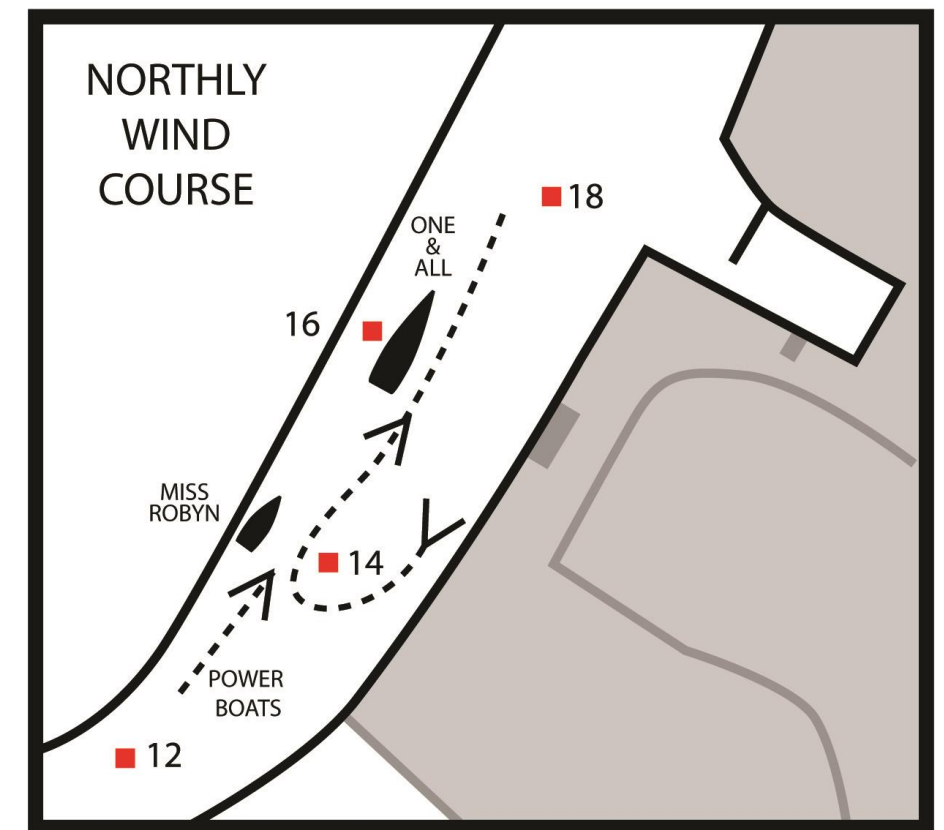 NORTHLY
WIND
COURSE
18
ONE
&
ALL
16
MISS
ROBYN
14
POWER
BOATS
12